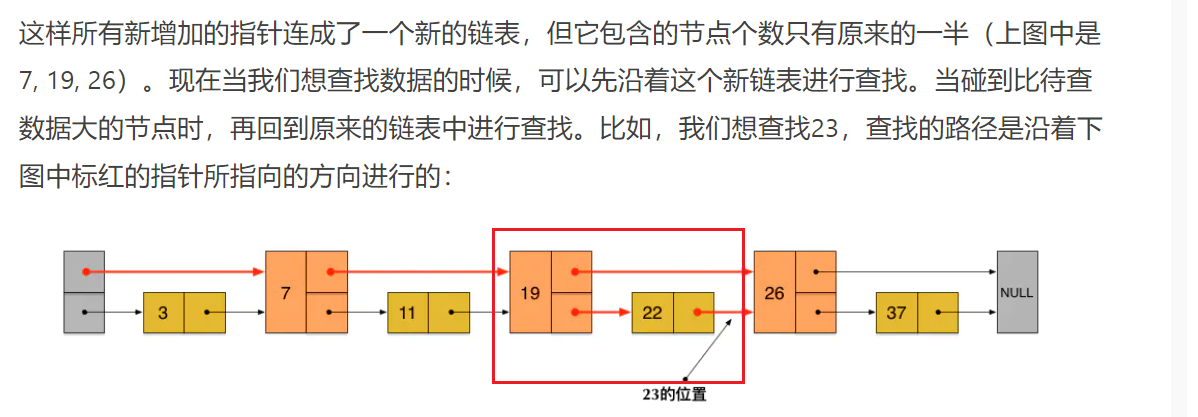 这样所有新增加的指针连成了一个新的链表，但它包含的节点个数只有原来的一半（上图中是
7, 19, 26）。现在当我们想查找数据的时候，可以先沿着这个新链表进行查找。当碰到比待查
数据大的节点时，再回到原来的链表中进行查找。比如，我们想查找23，查找的路径是沿着下
图中标红的指针所指向的方向进行的：
3
7
11
19
22
26
37
NULL
23的位置